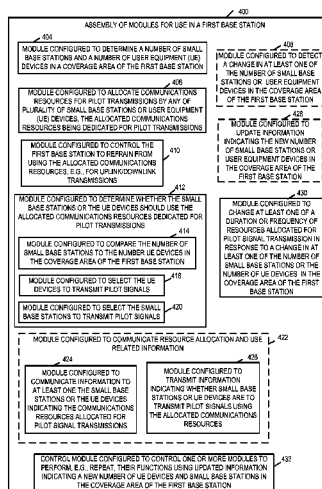 400
ASSEMBLY OF MODULES FOR USE IN A FIRST BASE STATION
404
MODULE CONFIGURED TO DETERMINE A NUMBER OF SMALL
BASE STATIONS AND A NUMBER OF USER EQUIPMENT (UE)
DEVICES IN A COVERAGE AREA OF THE FIRST BASE STATION
406
MODULE CONFIGURED TO ALLOCATE COMMUNICATIONS
RESOURCES FOR PILOT TRANSMISSIONS BY ANY OF
PLURALITY OF SMALL BASE STATIONS OR USER EQUIPMENT
(UE) DEVICES, THE ALLOCATED COMMUNICATIONS
RESOURCES BEING DEDICATED FOR PILOT TRANSMISSIONS
410
MODULE CONFIGURED TO CONTROL THE
FIRST BASE STATION TO REFRAIN FROM
USING THE ALLOCATED COMMUNICATIONS
RESOURCES, E.G., FOR UPLINK/DOWNLINK
TRANSMISSIONS
412
MODULE CONFIGURED TO DETERMINE WHETHER THE SMALL
BASE STATIONS OR THE UE DEVICES SHOULD USE THE
ALLOCATED COMMUNICATIONS RESOURCES DEDICATED FOR
PILOT TRANSMISSIONS
414
MODULE CONFIGURED TO COMPARE THE NUMBER OF
SMALL BASE STATIONS TO THE NUMBER UE DEVICES IN
THE COVERAGE AREA OF THE FIRST BASE STATION
418
MODULE CONFIGURED TO SELECT THE UE
DEVICES TO TRANSMIT PILOT SIGNALS
420
MODULE CONFIGURED TO SELECT THE SMALL
BASE STATIONS TO TRANSMIT PILOT SIGNALS
408
MODULE CONFIGURED TO DETECT
A CHANGE IN AT LEAST ONE OF
THE NUMBER OF SMALL BASE
STATIONS OR USER EQUIPMENT
DEVICES IN THE COVERAGE AREA
OF THE FIRST BASE STATION
428
MODULE CONFIGURED TO
UPDATE INFORMATION
INDICATING THE NEW NUMBER
OF SMALL BASE STATIONS OR
USER EQUIPMENT DEVICES IN
THE COVERAGE AREA OF THE
FIRST BASE STATION
430
MODULE CONFIGURED TO
CHANGE AT LEAST ONE OF A
DURATION OR FREQUENCY OF
RESOURCES ALLOCATED FOR
PILOT SIGNAL TRANSMISSION IN
RESPONSE TO A CHANGE IN AT
LEAST ONE OF THE NUMBER OF
SMALL BASE STATIONS OR THE
NUMBER OF UE DEVICES IN THE
COVERAGE AREA OF THE FIRST
BASE STATION
422
MODULE CONFIGURED TO COMMUNICATE RESOURCE ALLOCATION AND USE
RELATED INFORMATION
424
MODULE CONFIGURED TO
COMMUNICATE INFORMATION TO
AT LEAST ONE THE SMALL BASE
STATIONS OR THE UE DEVICES
INDICATING THE COMMUNICATIONS
RESOURCES ALLOCATED FOR
PILOT SIGNAL TRANSMISSIONS
426
MODULE CONFIGURED TO
TRANSMIT INFORMATION
INDICATING WHETHER SMALL BASE
STATIONS OR UE DEVICES ARE TO
TRANSMIT PILOT SIGNALS USING
THE ALLOCATED COMMUNICATIONS
RESOURCES
432
CONTROL MODULE CONFIGURED TO CONTROL ONE OR MORE MODULES TO
PERFORM, E.G., REPEAT, THEIR FUNCTIONS USING UPDATED INFORMATION
INDICATING A NEW NUMBER OF UE DEVICES AND SMALL BASE STATIONS IN
THE COVERAGE AREA OF THE FIRST BASE STATION